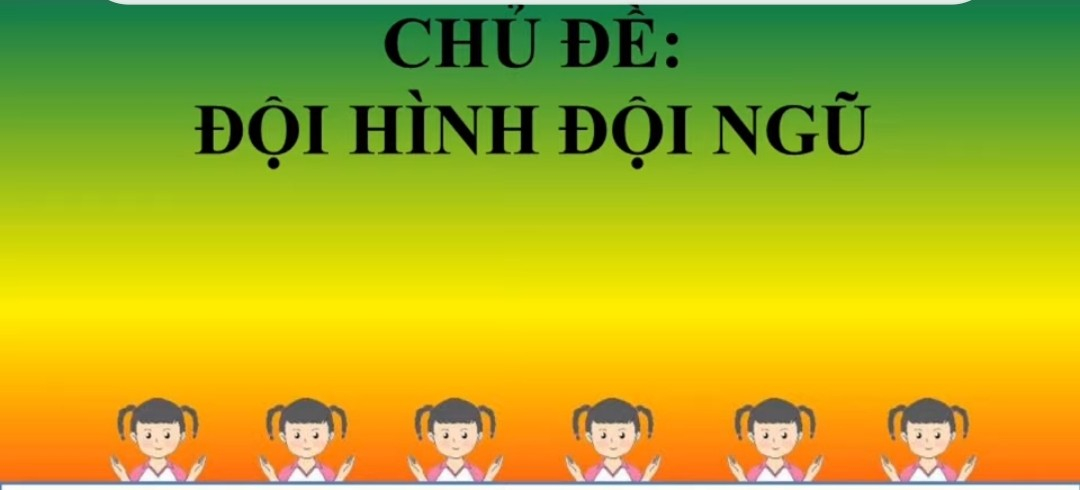 CHỦ ĐỀ:
ĐỘI HÌNH ĐỘI NGŨ